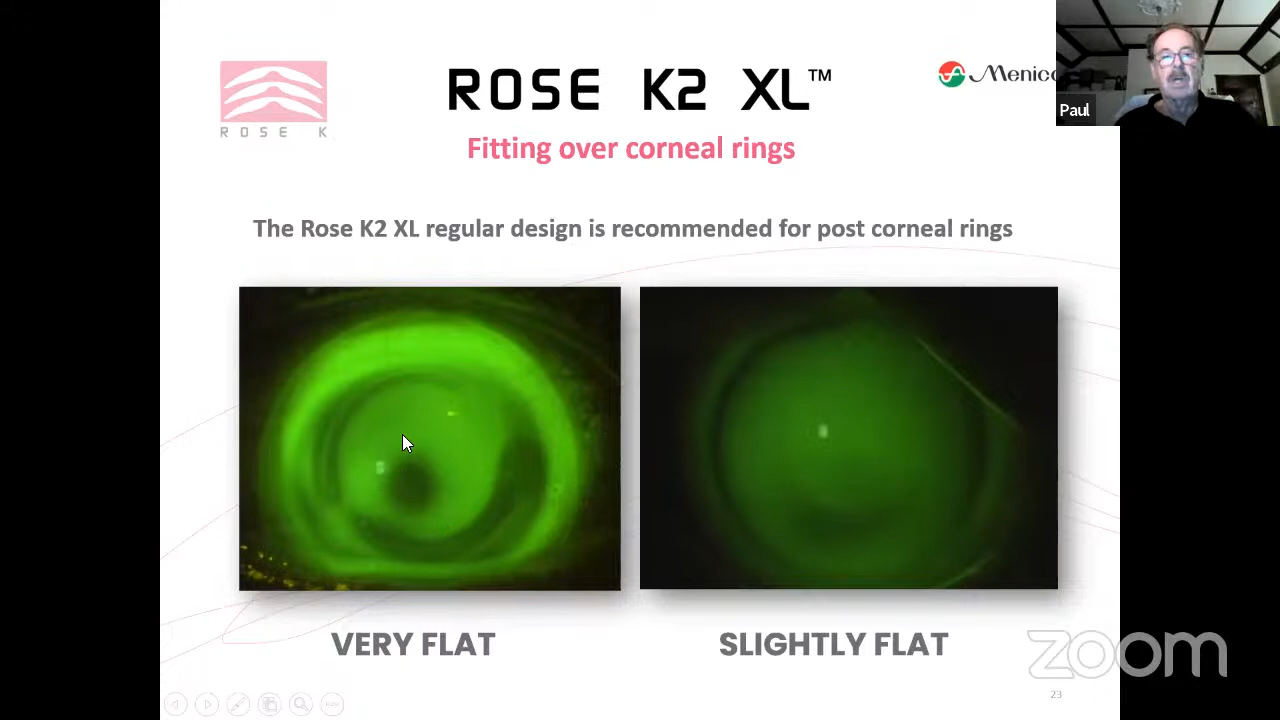 ROSE K2 XL™
Menico
Paul
ROSE K
Fitting over corneal rings
The Rose K2 XL regular design is recommended for post corneal rings
VERY FLAT
SLIGHTLY FLAT
zoom
23